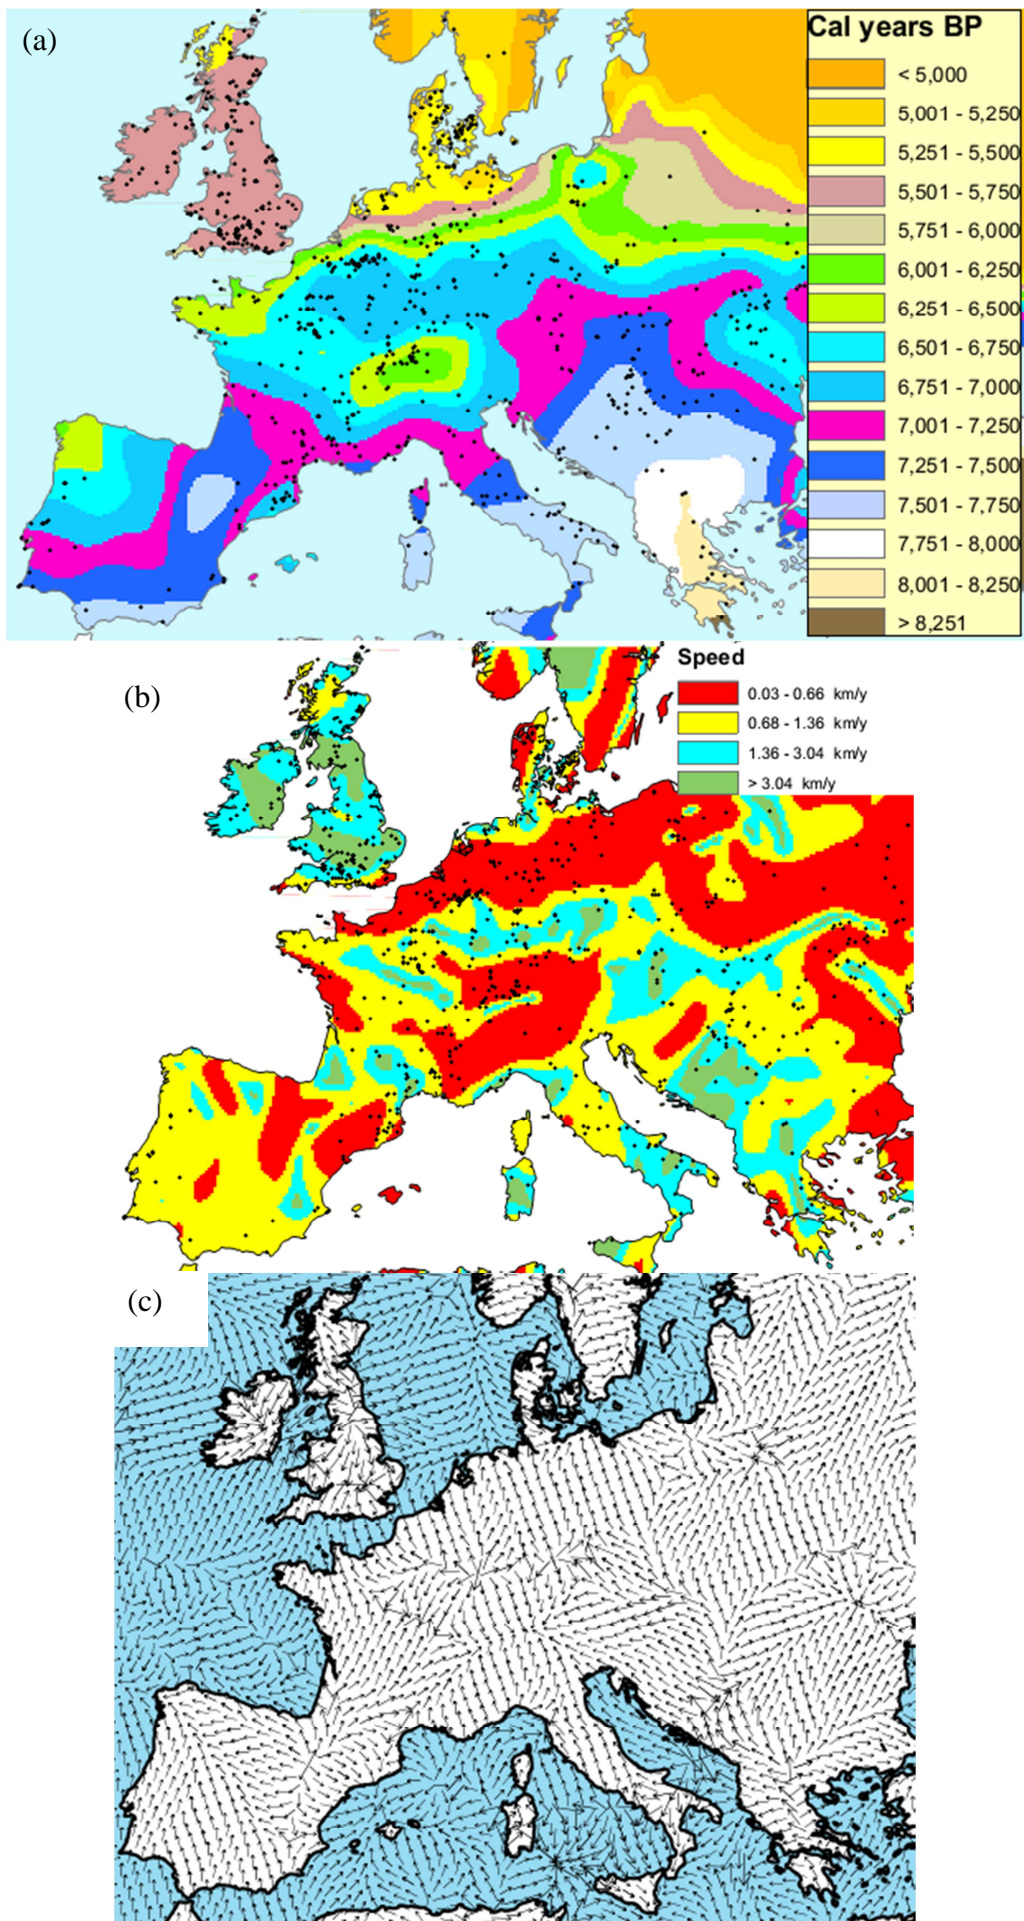 (a)
Cal years BP
< 5,000
5,001 - 5,250
5,251 - 5,500
5,501 - 5,750
5,751 - 6,000
6,001 - 6,250
6,251 - 6,500
6,501 - 6,750
6,751 - 7,000
7,001 - 7,250
7,251 - 7,500
7,501 - 7,750
7,751 - 8,000
8,001 - 8,250
> 8,251
(b)
Speed
0.03 - 0.66 km/y
0.68 - 1.36 km/y
1.36 - 3.04 km/y
> 3.04 km/y
(c)